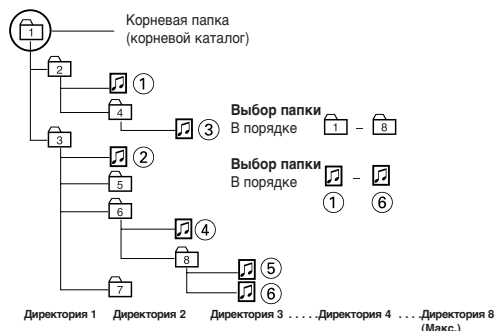 Корневая папка
(корневой каталог)
1
2
①
4
③
Выбор папки
В порядке 1 – 8
3
②
5
Выбор папки
В порядке –
① ⑥
6
④
8
⑤
7
⑥
Директория 1 Директория 2 Директория 3 . . . . .Директория 4 . . . .Директория 8
(Макс.)